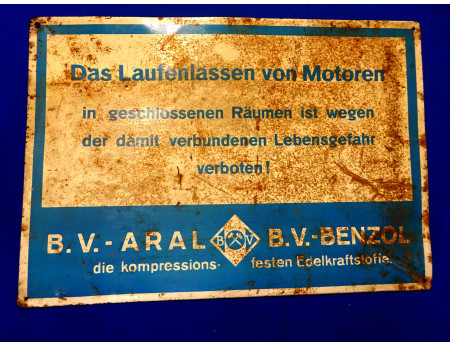 Das Laufenlassen von Motoren
in geschlossenen Räumen ist wegen
der damit verbundenen Lebensgefahr
verboten!
B.V.-ARAL B V B.V.-BENZOL
die kompressions- festen Edelkraftstoffe.